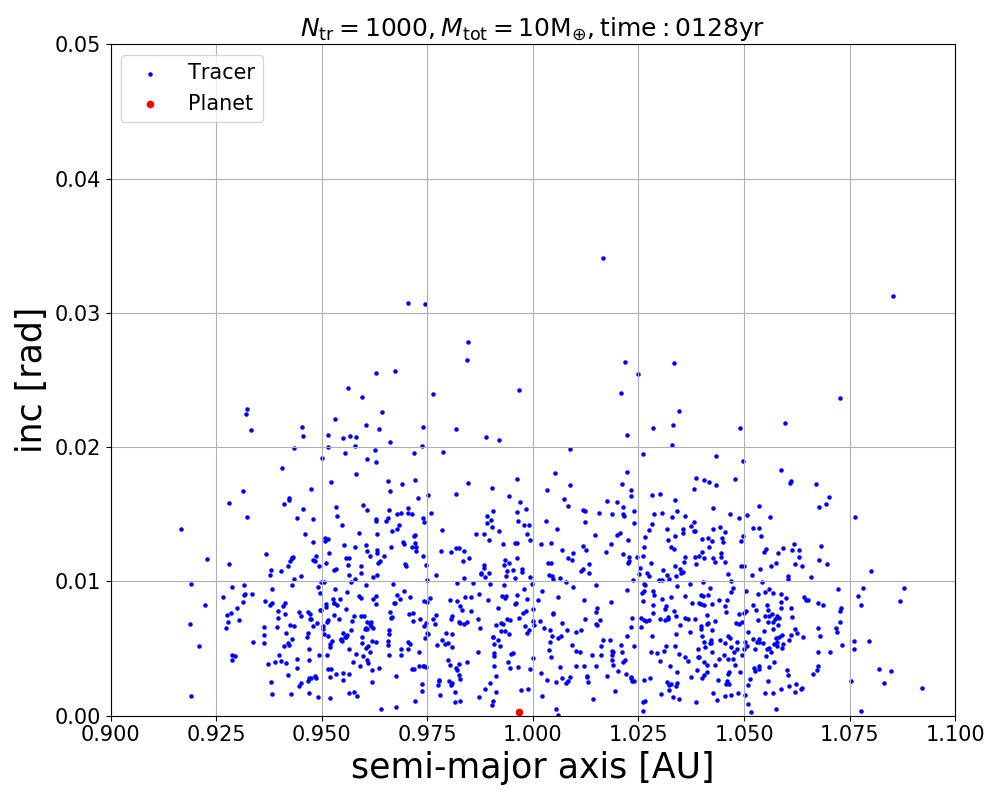 N_tr = 1000, M_tot = 10M_⊕, time : 0128yr
0.05
Tracer
Planet
0.04
0.03
inc [rad]
0.02
0.01
0.00
0.900 0.925 0.950 0.975 1.000 1.025 1.050 1.075 1.100
semi-major axis [AU]